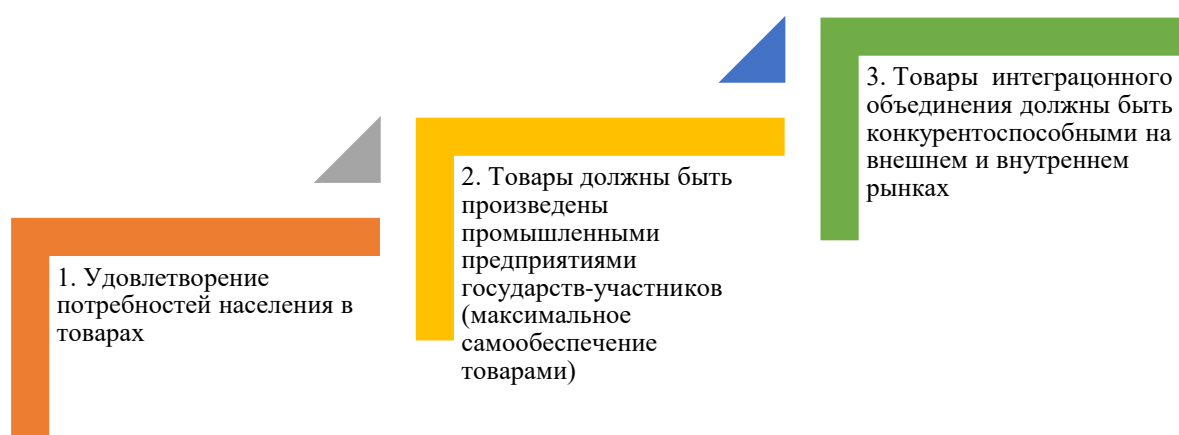 1. Удовлетворение
потребностей населения в
товарах
2. Товары должны быть
произведены
промышленными
предприятиями
государств-участников
(максимальное
самообеспечение
товарами)
3. Товары интеграцонного
объединения должны быть
конкурентоспособными на
внешнем и внутреннем
рынках